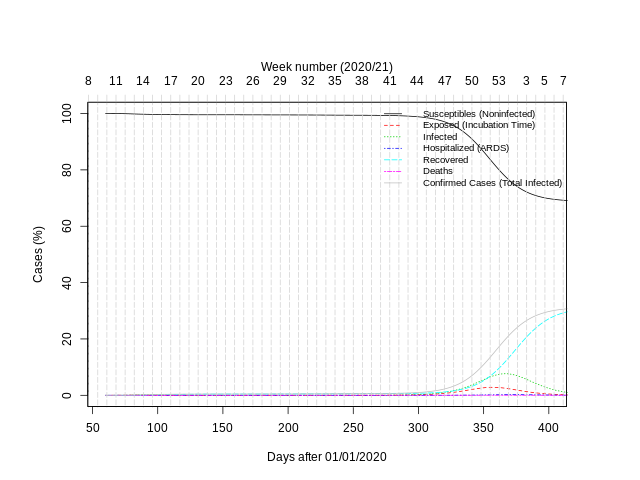 Week number (2020/21)
8 11 14 17 20 23 26 29 32 35 38 41 44 47 50 53 3 5 7
Susceptibles (Noninfected)
Exposed (Incubation Time)
Infected
Hospitalized (ARDS)
Recovered
Deaths
Confirmed Cases (Total Infected)
Cases (%)
100
80
60
40
20
0
50 100 150 200 250 300 350 400
Days after 01/01/2020